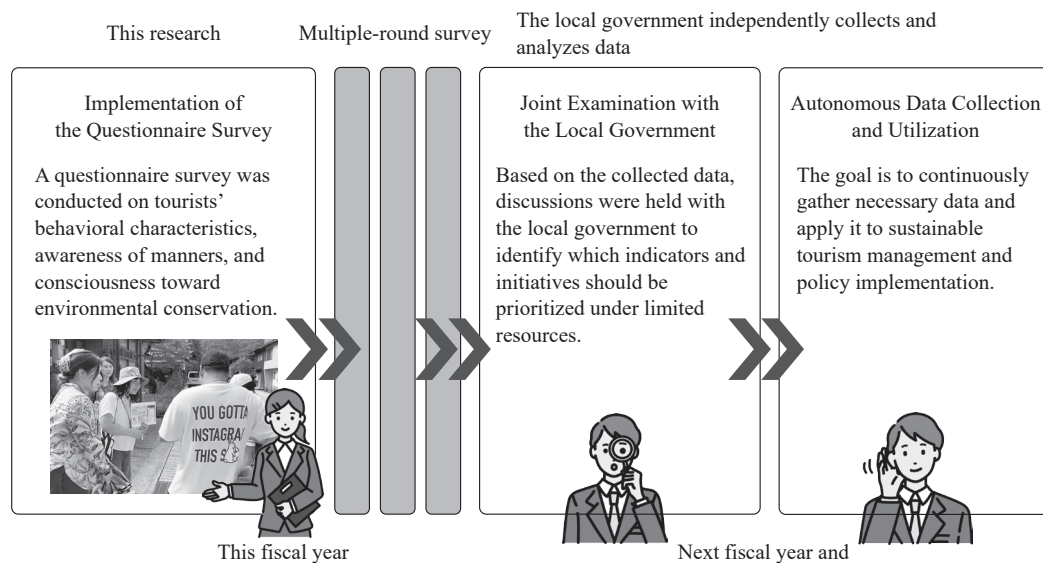 This research
Multiple-round survey
The local government independently collects and
analyzes data
Implementation of
the Questionnaire Survey
A questionnaire survey was
conducted on tourists’
behavioral characteristics,
awareness of manners, and
consciousness toward
environmental conservation.
YOU GOTTA
INSTAGRA
THIS S
Joint Examination with
the Local Government
Based on the collected data,
discussions were held with
the local government to
identify which indicators and
initiatives should be
prioritized under limited
resources.
Autonomous Data Collection
and Utilization
The goal is to continuously
gather necessary data and
apply it to sustainable
tourism management and
policy implementation.
This fiscal year
Next fiscal year and